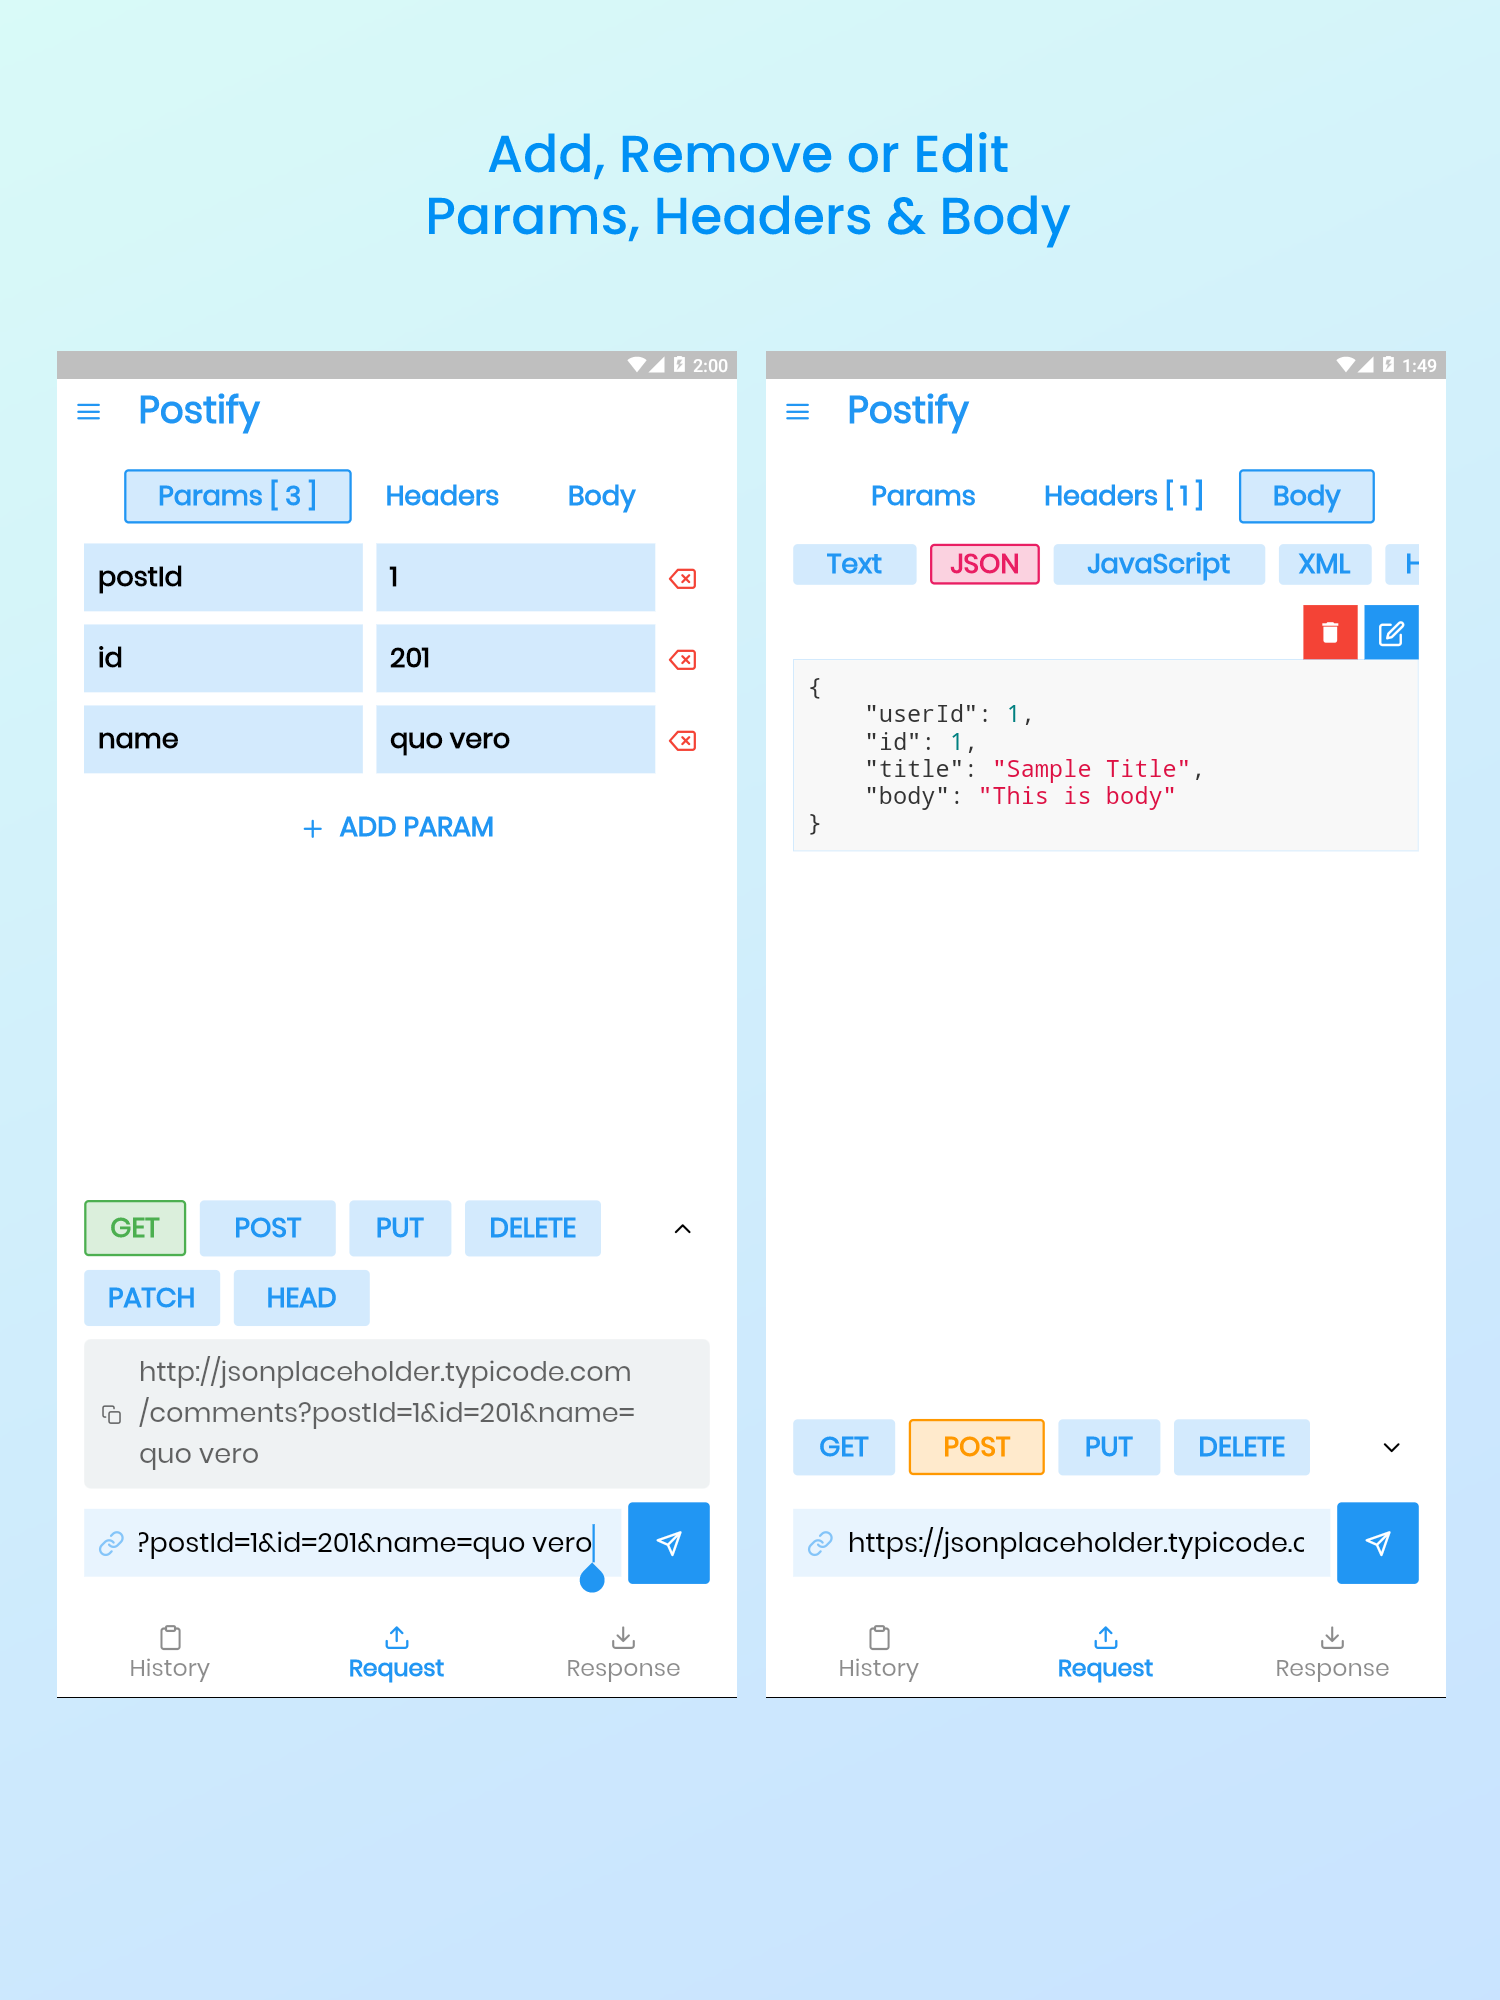 Add, Remove or Edit
Params, Headers & Body
2:00
Postify
Params [ 3 ] Headers Body
postId 1
id 201
name quo vero
+ ADD PARAM
GET POST PUT DELETE
PATCH HEAD
http://jsonplaceholder.typicode.com
/comments?postId=1&id=201&name=
quo vero
?postId=1&id=201&name=quo vero
History Request Response
1:49
Postify
Params Headers [ 1 ] Body
Text JSON JavaScript XML H
{
"userId": 1,
"id": 1,
"title": "Sample Title",
"body": "This is body"
}
GET POST PUT DELETE
https://jsonplaceholder.typicode.c
History Request Response